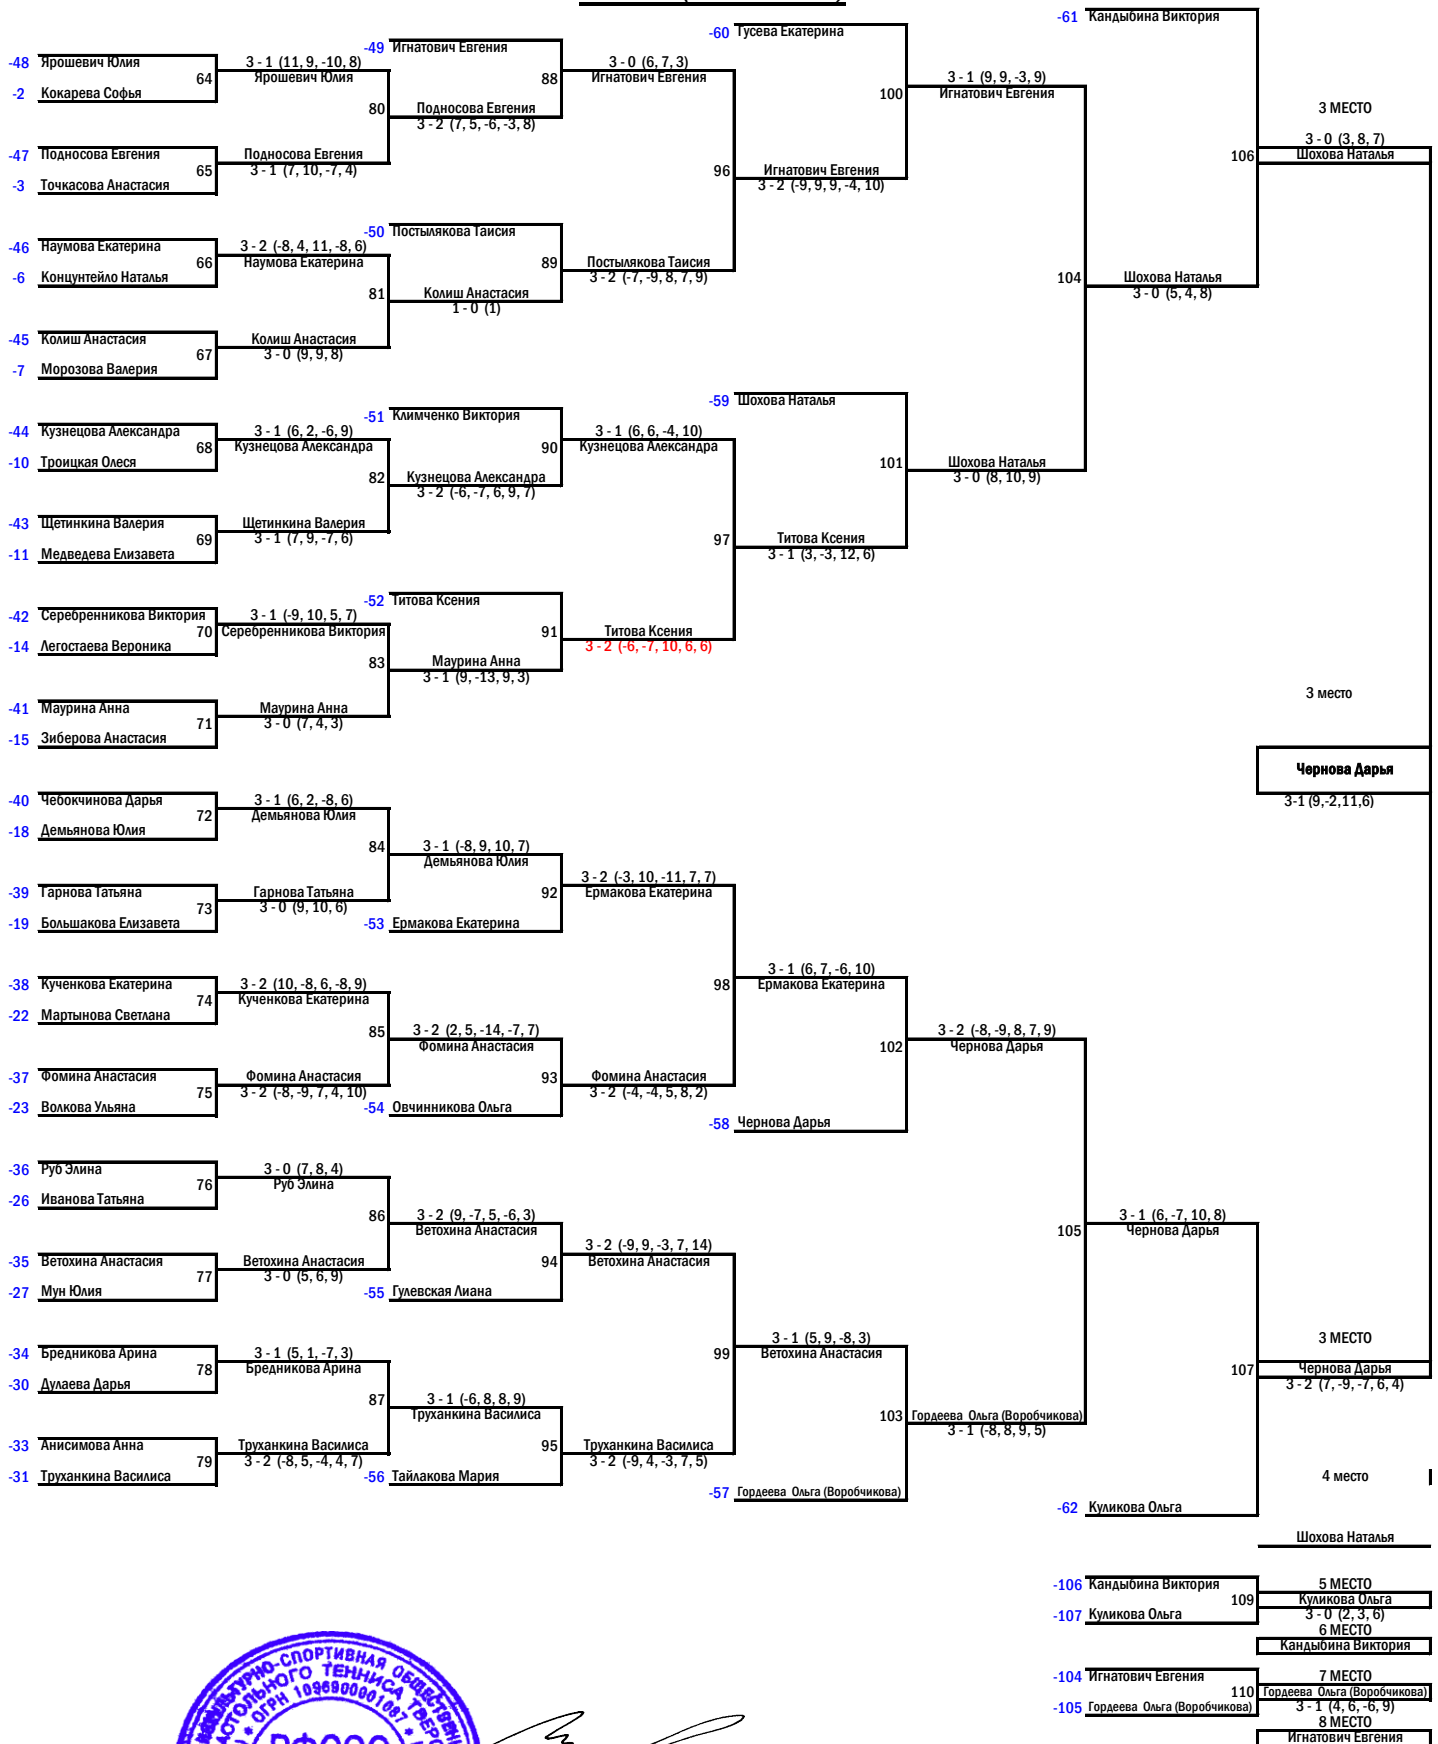 -61 Кандыбина Виктория
-60 Гусева Екатерина
-49 Игнатович Евгения
-48 Ярошевич Юлия
3 - 1 (11, 9, -10, 8)
3 - 0 (6, 7, 3)
64
Ярошевич Юлия
88
Игнатович Евгения
3 - 1 (9, 9, -3, 9)
-2 Кокарева Софья
100
Игнатович Евгения
80
Подносова Евгения
3 МЕСТО
3 - 2 (7, 5, -6, -3, 8)
3 - 0 (3, 8, 7)
-47 Подносова Евгения
Подносова Евгения
106
Шохова Наталья
65
3 - 1 (7, 10, -7, 4)
96
Игнатович Евгения
-3 Точкасова Анастасия
3 - 2 (-9, 9, 9, -4, 10)
-50 Постылякова Таисия
-46 Наумова Екатерина
3 - 2 (-8, 4, 11, -8, 6)
66
Наумова Екатерина
89
Постылякова Таисия
-6 Концунтейло Наталья
3 - 2 (-7, -9, 8, 7, 9)
104
Шохова Наталья
81
Колиш Анастасия
3 - 0 (5, 4, 8)
1 - 0 (1)
-45 Колиш Анастасия
Колиш Анастасия
67
3 - 0 (9, 9, 8)
-7 Морозова Валерия
-59 Шохова Наталья
-51 Климченко Виктория
-44 Кузнецова Александра
3 - 1 (6, 2, -6, 9)
3 - 1 (6, 6, -4, 10)
68
Кузнецова Александра
90
Кузнецова Александра
-10 Троицкая Олеся
101
Шохова Наталья
82
Кузнецова Александра
3 - 0 (8, 10, 9)
3 - 2 (-6, -7, 6, 9, 7)
-43 Щетинкина Валерия
Щетинкина Валерия
69
3 - 1 (7, 9, -7, 6)
97
Титова Ксения
-11 Медведева Елизавета
3 - 1 (3, -3, 12, 6)
-52 Титова Ксения
-42 Серебренникова Виктория
3 - 1 (-9, 10, 5, 7)
70
Серебренникова Виктория
91
Титова Ксения
-14 Легостаева Вероника
3 - 2 (-6, -7, 10, 6, 6)
83
Маурина Анна
3 - 1 (9, -13, 9, 3)
3 место
-41 Маурина Анна
Маурина Анна
71
3 - 0 (7, 4, 3)
-15 Зиберова Анастасия
Чернова Дарья
-40 Чебокчинова Дарья
3 - 1 (6, 2, -8, 6)
3-1 (9,-2,11,6)
72
Демьянова Юлия
-18 Демьянова Юлия
84
3 - 1 (-8, 9, 10, 7)
Демьянова Юлия
3 - 2 (-3, 10, -11, 7, 7)
-39 Гарнова Татьяна
Гарнова Татьяна
92
Ермакова Екатерина
73
3 - 0 (9, 10, 6)
-19 Большакова Елизавета
-53 Ермакова Екатерина
3 - 1 (6, 7, -6, 10)
-38 Кученкова Екатерина
3 - 2 (10, -8, 6, -8, 9)
98
Ермакова Екатерина
74
Кученкова Екатерина
-22 Мартынова Светлана
85
3 - 2 (2, 5, -14, -7, 7)
3 - 2 (-8, -9, 8, 7, 9)
Фомина Анастасия
102
Чернова Дарья
-37 Фомина Анастасия
Фомина Анастасия
93
Фомина Анастасия
75
3 - 2 (-8, -9, 7, 4, 10)
3 - 2 (-4, -4, 5, 8, 2)
-23 Волкова Ульяна
-54 Овчинникова Ольга
-58 Чернова Дарья
-36 Руб Элина
3 - 0 (7, 8, 4)
76
Руб Элина
-26 Иванова Татьяна
86
3 - 2 (9, -7, 5, -6, 3)
3 - 1 (6, -7, 10, 8)
Ветохина Анастасия
105
Чернова Дарья
3 - 2 (-9, 9, -3, 7, 14)
-35 Ветохина Анастасия
Ветохина Анастасия
94
Ветохина Анастасия
77
3 - 0 (5, 6, 9)
-27 Мун Юлия
-55 Гулевская Лиана
3 - 1 (5, 9, -8, 3)
3 МЕСТО
-34 Бредникова Арина
3 - 1 (5, 1, -7, 3)
99
Ветохина Анастасия
78
Бредникова Арина
107
Чернова Дарья
-30 Дулаева Дарья
3 - 2 (7, -9, -7, 6, 4)
87
3 - 1 (-6, 8, 8, 9)
Труханкина Василиса
103
Гордеева Ольга (Воробчикова)
3 - 1 (-8, 8, 9, 5)
-33 Анисимова Анна
Труханкина Василиса
95
Труханкина Василиса
79
3 - 2 (-8, 5, -4, 4, 7)
3 - 2 (-9, 4, -3, 7, 5)
-31 Труханкина Василиса
-56 Тайлакова Мария
4 место
-57 Гордеева Ольга (Воробчикова)
-62 Куликова Ольга
Шохова Наталья
-106 Кандыбина Виктория
5 МЕСТО
109
Куликова Ольга
-107 Куликова Ольга
3 - 0 (2, 3, 6)
6 МЕСТО
Кандыбина Виктория
-104 Игнатович Евгения
7 МЕСТО
110
Гордеева Ольга (Воробчикова)
-105 Гордеева Ольга (Воробчикова)
3 - 1 (4, 6, -6, 9)
8 МЕСТО
Игнатович Евгения
ОГРН 1096900001087